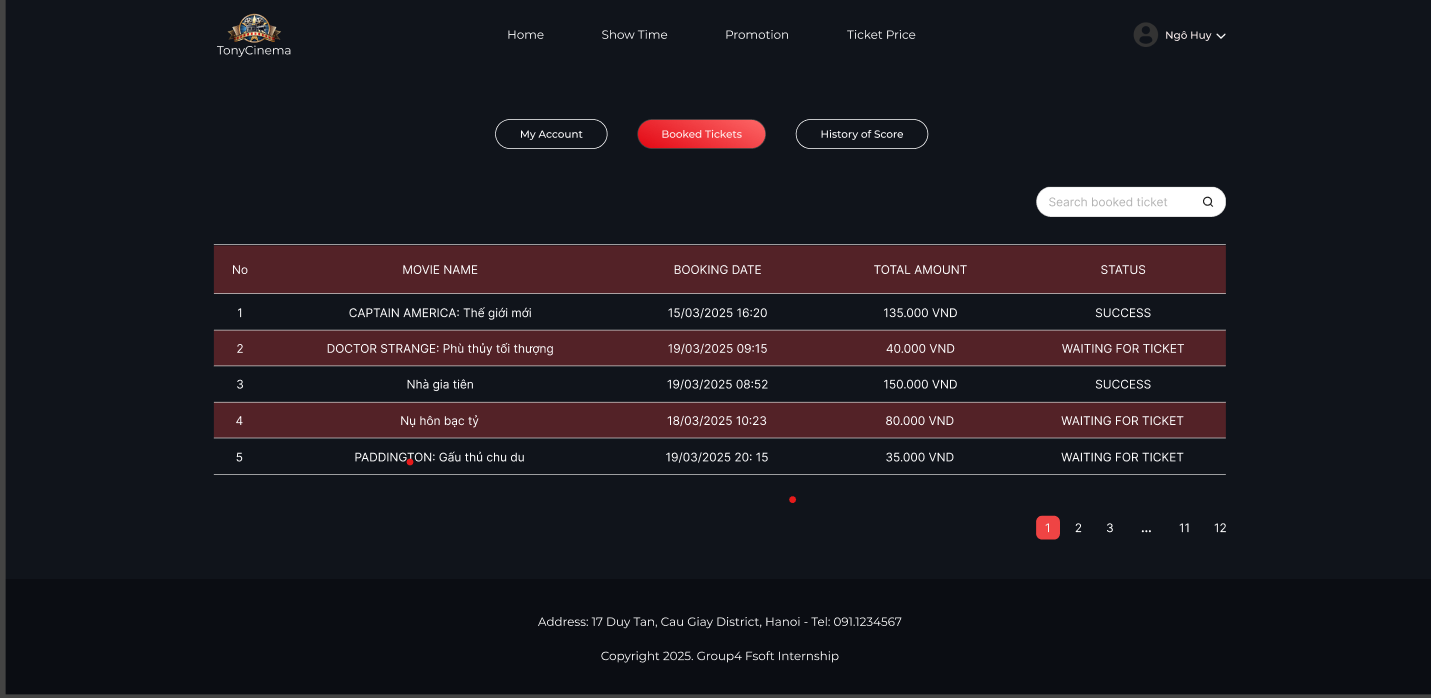 TonyCinema
Home Show Time Promotion Ticket Price Ngô Huy
My Account Booked Tickets History of Score
Search booked ticket
No MOVIE NAME BOOKING DATE TOTAL AMOUNT STATUS
1 CAPTAIN AMERICA: Thế giới mới 15/03/2025 16:20 135.000 VND SUCCESS
2 DOCTOR STRANGE: Phù thủy tối thượng 19/03/2025 09:15 40.000 VND WAITING FOR TICKET
3 Nhà gia tiên 19/03/2025 08:52 150.000 VND SUCCESS
4 Nụ hôn bạc tỷ 18/03/2025 10:23 80.000 VND WAITING FOR TICKET
5 PADDINGTON: Gấu thủ chu du 19/03/2025 20: 15 35.000 VND WAITING FOR TICKET
1 2 3 ... 11 12
Address: 17 Duy Tan, Cau Giay District, Hanoi - Tel: 091.1234567
Copyright 2025. Group4 Fsoft Internship